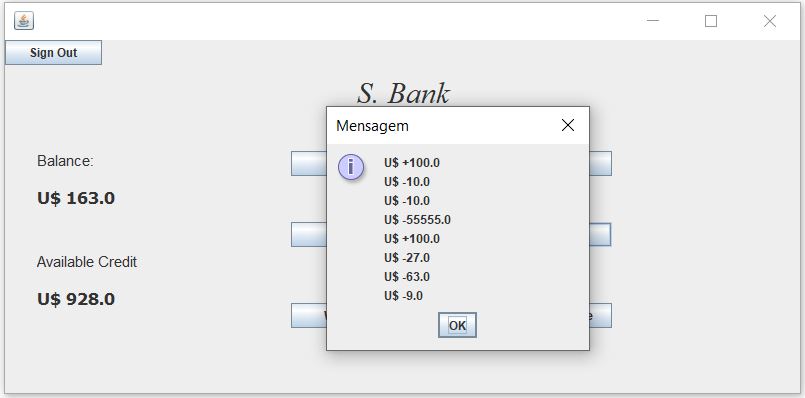 Sign Out
S. Bank
Mensagem
Balance:
U$ 163.0
Available Credit
U$ 928.0
U$ +100.0
U$ -10.0
U$ -10.0
U$ -55555.0
U$ +100.0
U$ -27.0
U$ -63.0
U$ -9.0
OK